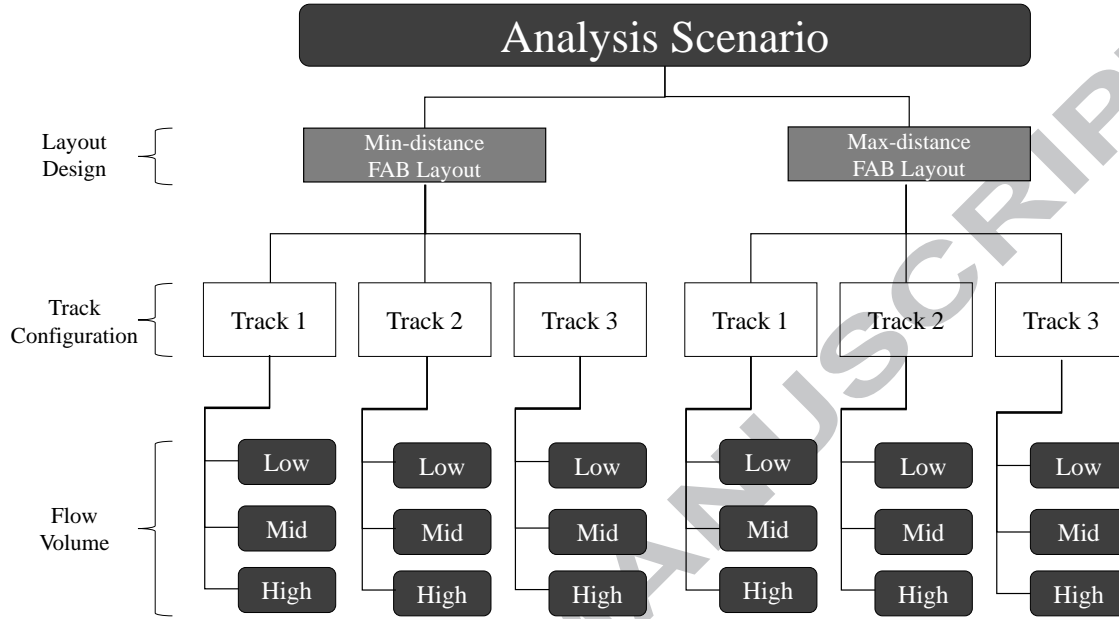 Analysis Scenario
Layout
Design
Min-distance
FAB Layout
Max-distance
FAB Layout
Track
Configuration
Track 1
Track 2
Track 3
Track 1
Track 2
Track 3
Flow
Volume
Low
Low
Low
Low
Low
Low
Mid
Mid
Mid
Mid
Mid
Mid
High
High
High
High
High
High
ANUSCRIP